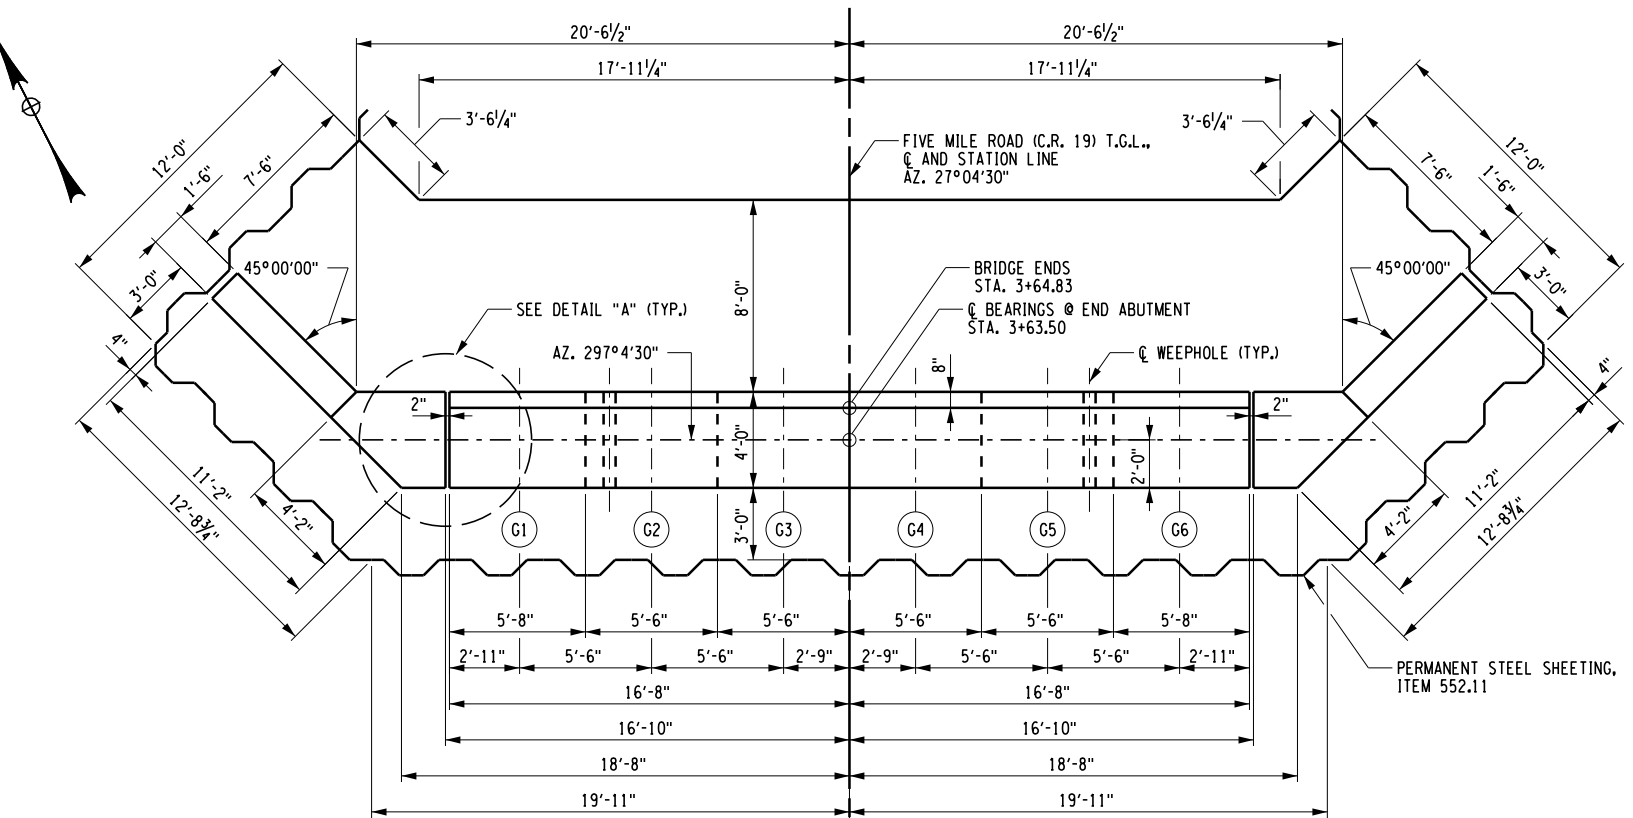 20'-6½" 20'-6½"
17'-11¼" 17'-11¼"
3'-6¼" 3'-6¼"
FIVE MILE ROAD (C.R. 19) T.G.L.,
℄ AND STATION LINE
AZ. 27°04'30"
12'-0" 12'-0"
1'-6" 7'-6" 7'-6" 1'-6"
3'-0" 45°00'00" 45°00'00" 3'-0"
BRIDGE ENDS
STA. 3+64.83
8'-0"
SEE DETAIL "A" (TYP.)
℄ BEARINGS @ END ABUTMENT
STA. 3+63.50
4" AZ. 297°4'30" 8" ℄ WEEPHOLE (TYP.) 4"
2" 2"
4'-0" 2'-0"
11'-2" 11'-2"
12'-8¾" 4'-2" 4'-2" 12'-8¾"
G1 G2 G3 3'-0" G4 G5 G6
5'-8" 5'-6" 5'-6" 5'-6" 5'-6" 5'-8"
2'-11" 5'-6" 5'-6" 2'-9" 2'-9" 5'-6" 5'-6" 2'-11"
PERMANENT STEEL SHEETING,
ITEM 552.11
16'-8" 16'-8"
16'-10" 16'-10"
18'-8" 18'-8"
19'-11" 19'-11"